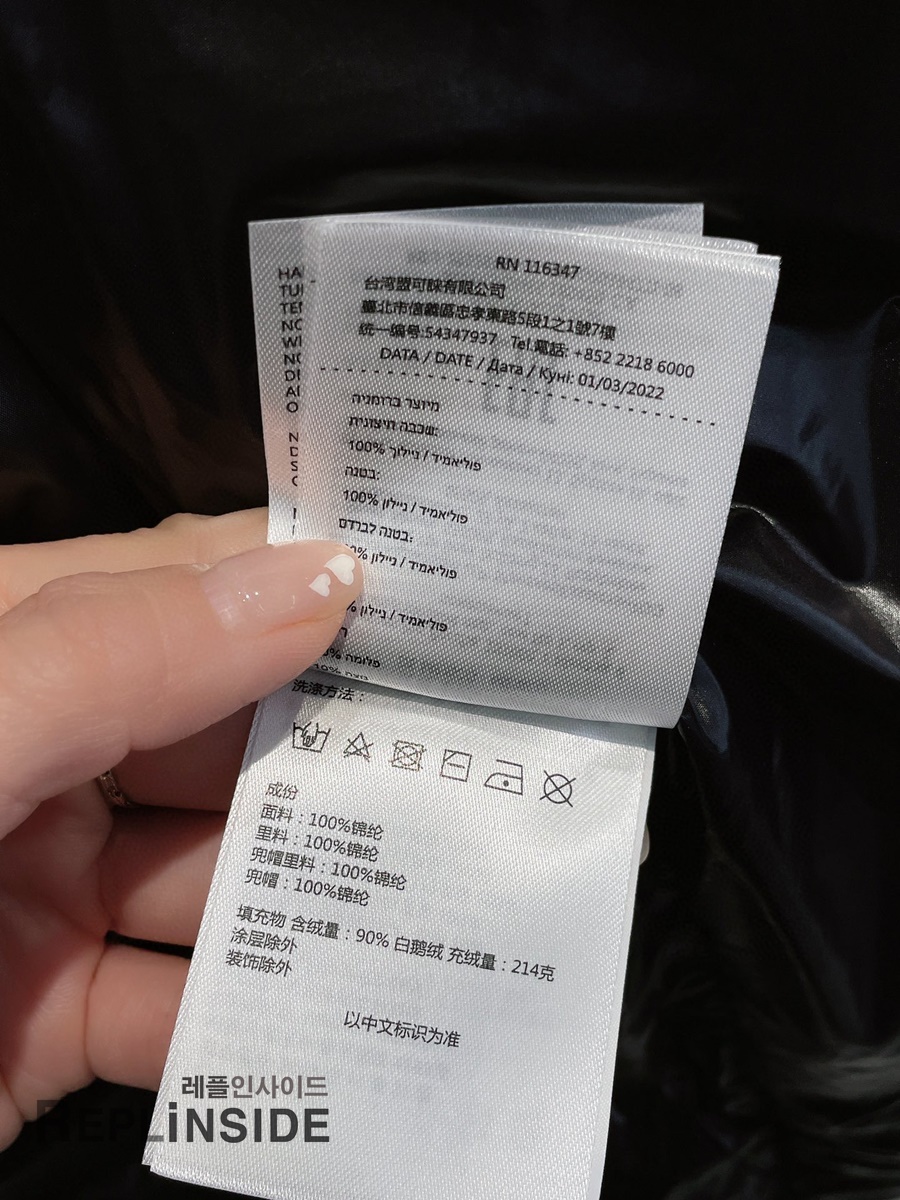 RN 116347
台湾盟可睐有限公司
臺北市信義區忠孝東路5段1之1號7樓
统一编号:54347937 Tel.電話: +852 2218 6000
DATA / DATE / Дата / Күні: 01/03/2022
מיוצר ברומניה
שכבה חיצונית:
100% פוליאמיד / ניילון
בטנה:
100% פוליאמיד / ניילון
בטנה לברדס:
פוליאמיד / ניילון
פוליאמיד / ניילון
פלומה
洗涤方法：
成份
面料：100%锦纶
里料：100%锦纶
兜帽里料：100%锦纶
兜帽：100%锦纶
填充物 含绒量：90% 白鹅绒 充绒量：214克
涂层除外
装饰除外
以中文标识为准
레플인사이드
REPLiNSIDE